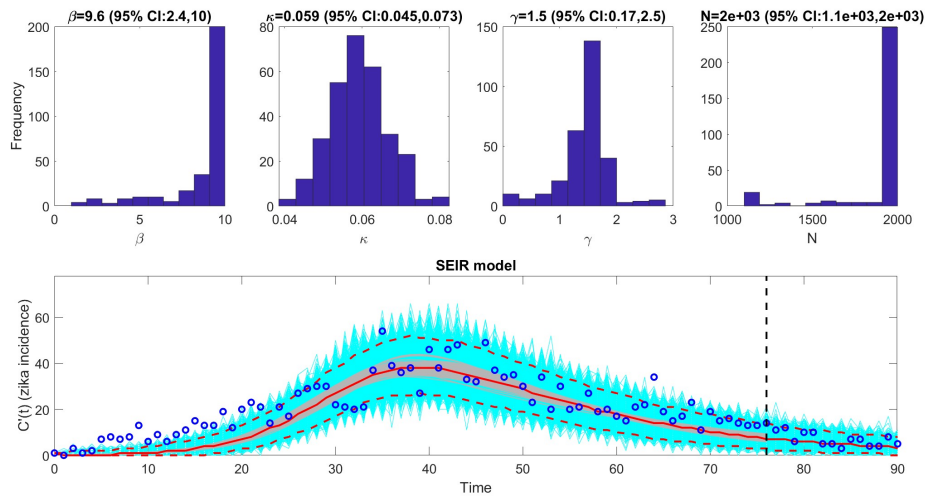 β=9.6 (95% CI:2.4,10)
κ=0.059 (95% CI:0.045,0.073)
γ=1.5 (95% CI:0.17,2.5)
N=2e+03 (95% CI:1.1e+03,2e+03)
200
150
100
50
0
Frequency
0 5 10
β
80
60
40
20
0
0.04 0.06 0.08
κ
150
100
50
0
0 1 2 3
γ
250
200
150
100
50
0
1000 1500 2000
N
SEIR model
60
40
20
0
C'(t) (zika incidence)
0 10 20 30 40 50 60 70 80 90
Time